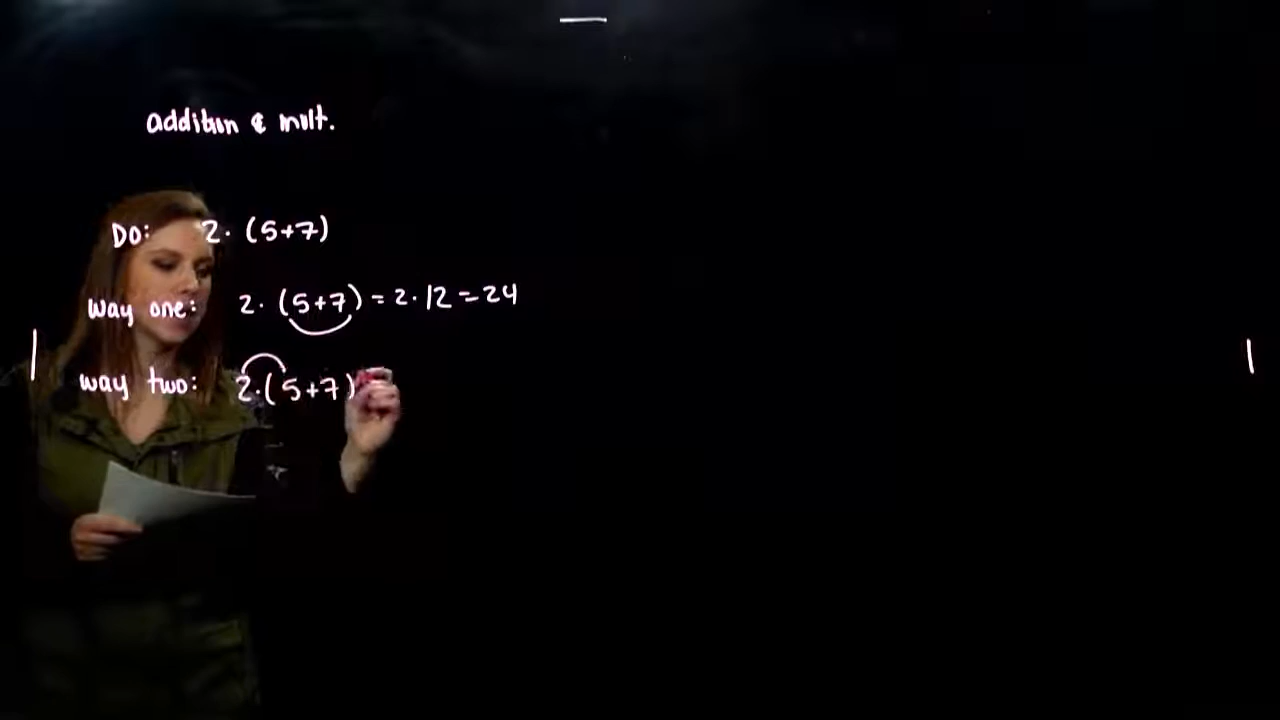 addition & mult.
Do: 2 · (5+7)
Way one: 2 · (5+7) = 2 · 12 = 24
Way two: 2 · (5+7) =